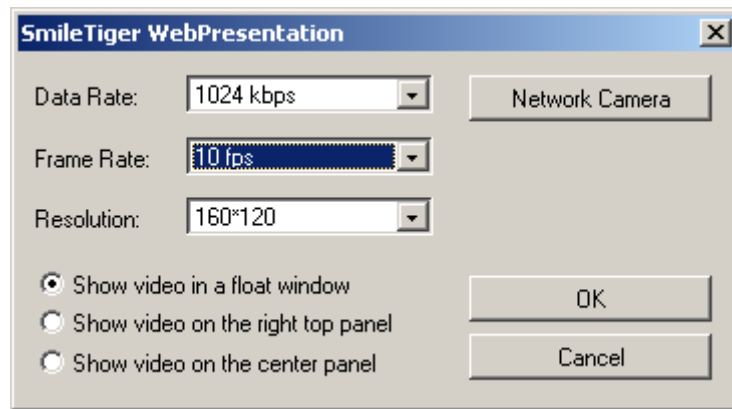 SmileTiger WebPresentation
Data Rate: 1024 kbps Network Camera
Frame Rate: 10 fps
Resolution: 160*120
Show video in a float window
Show video on the right top panel
Show video on the center panel
OK
Cancel